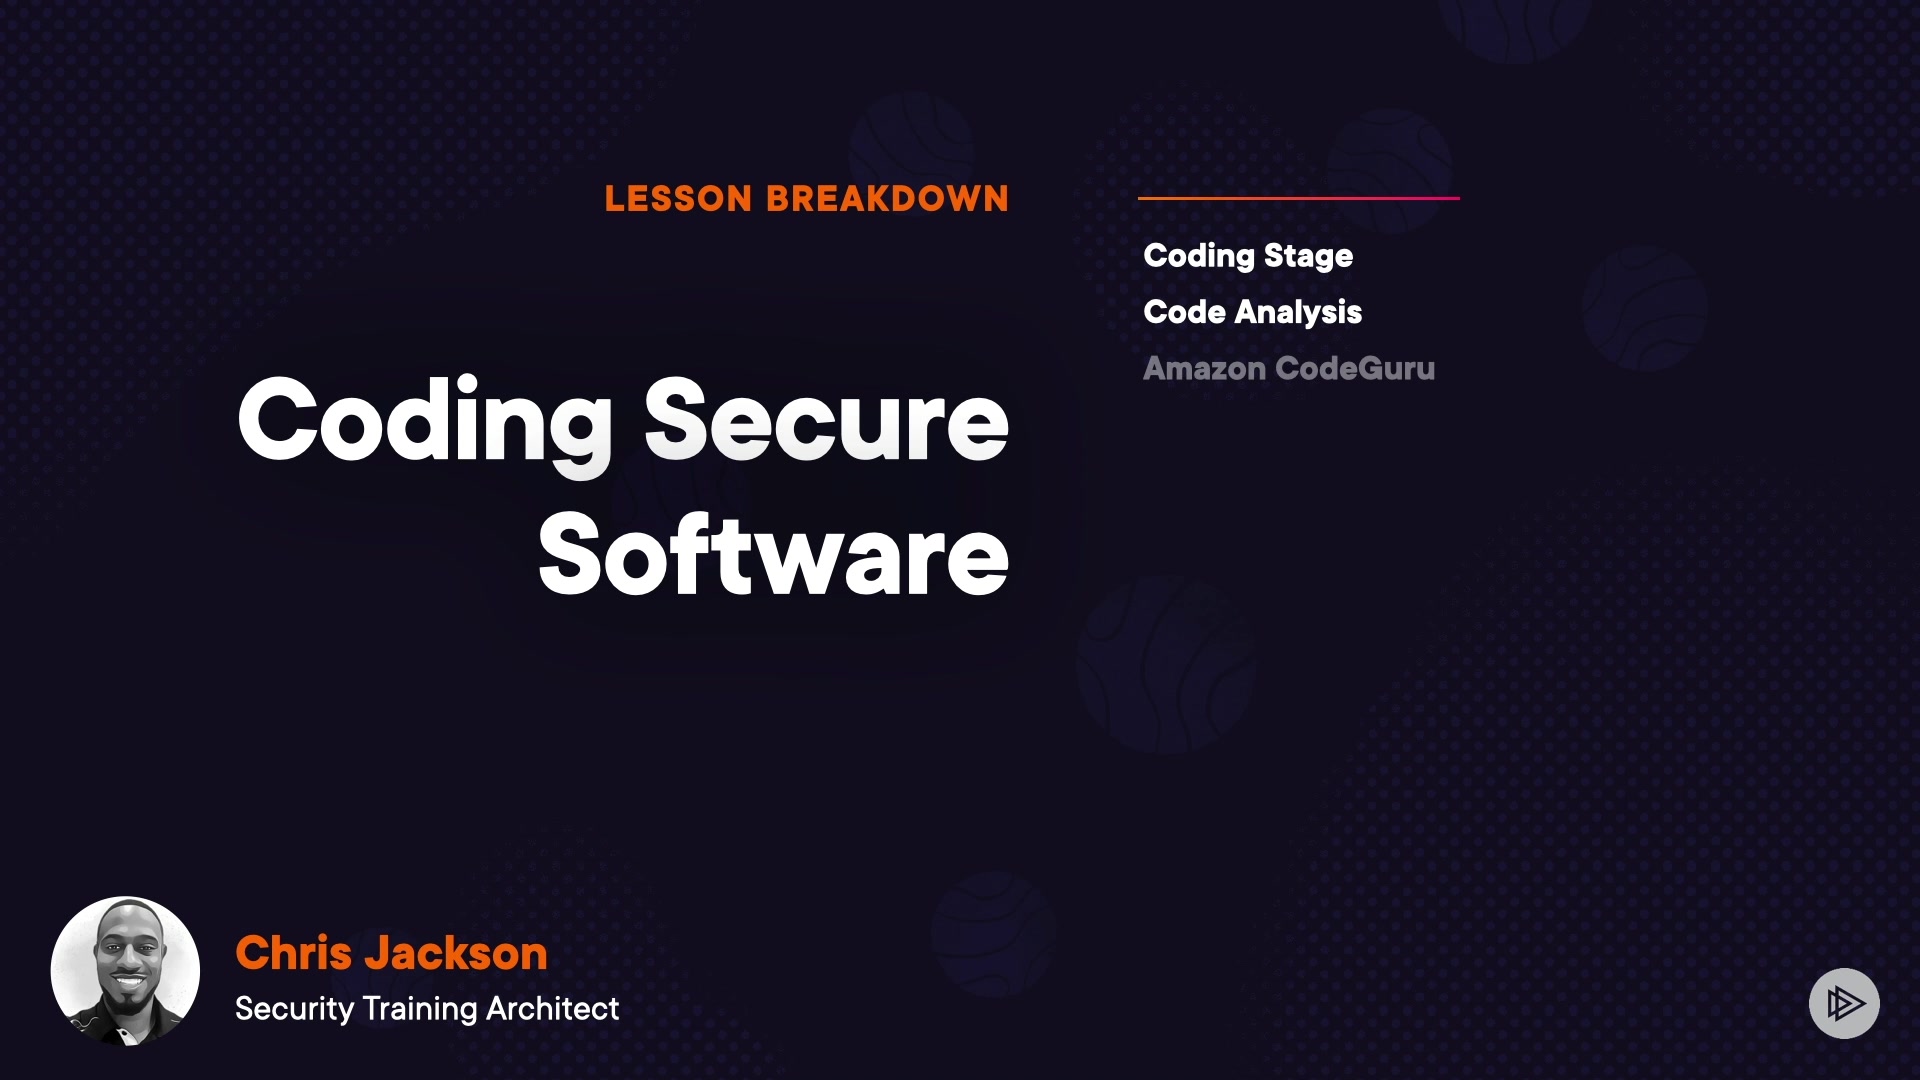 LESSON BREAKDOWN
Coding Secure
Software
Coding Stage
Code Analysis
Amazon CodeGuru
Chris Jackson
Security Training Architect